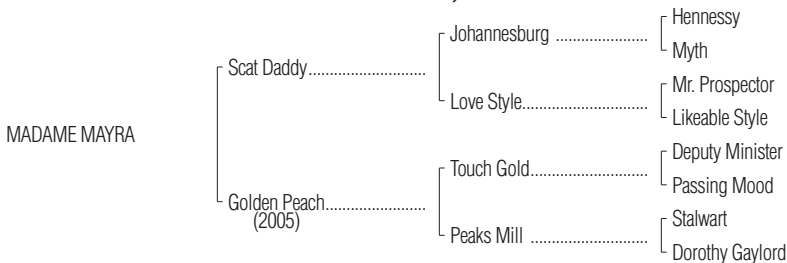 Hennessy
Johannesburg ......................
Myth
Scat Daddy............................
Mr. Prospector
Love Style..............................
Likeable Style
MADAME MAYRA
Deputy Minister
Touch Gold............................
Passing Mood
Golden Peach........................
(2005)
Stalwart
Peaks Mill ............................
Dorothy Gaylord